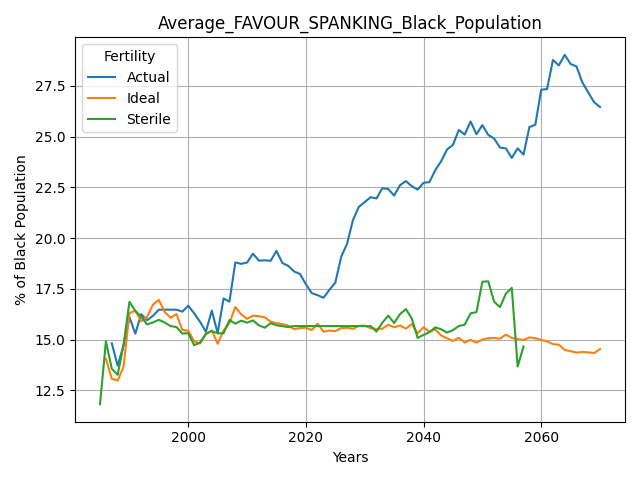 Average_FAVOUR_SPANKING_Black_Population
Fertility
Actual
Ideal
Sterile
% of Black Population
27.5
25.0
22.5
20.0
17.5
15.0
12.5
2000 2020 2040 2060
Years